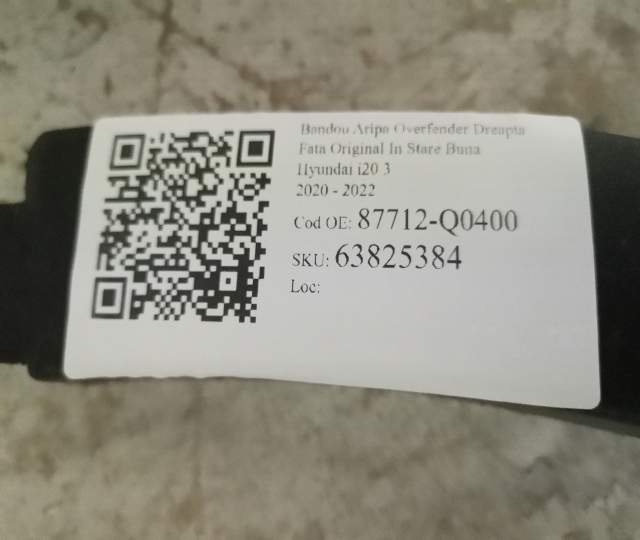 Bandou Aripa Overfender Dreapta
Fata Original In Stare Buna
Hyundai i20 3
2020 - 2022
Cod OE: 87712-Q0400
SKU: 63825384
Loc: